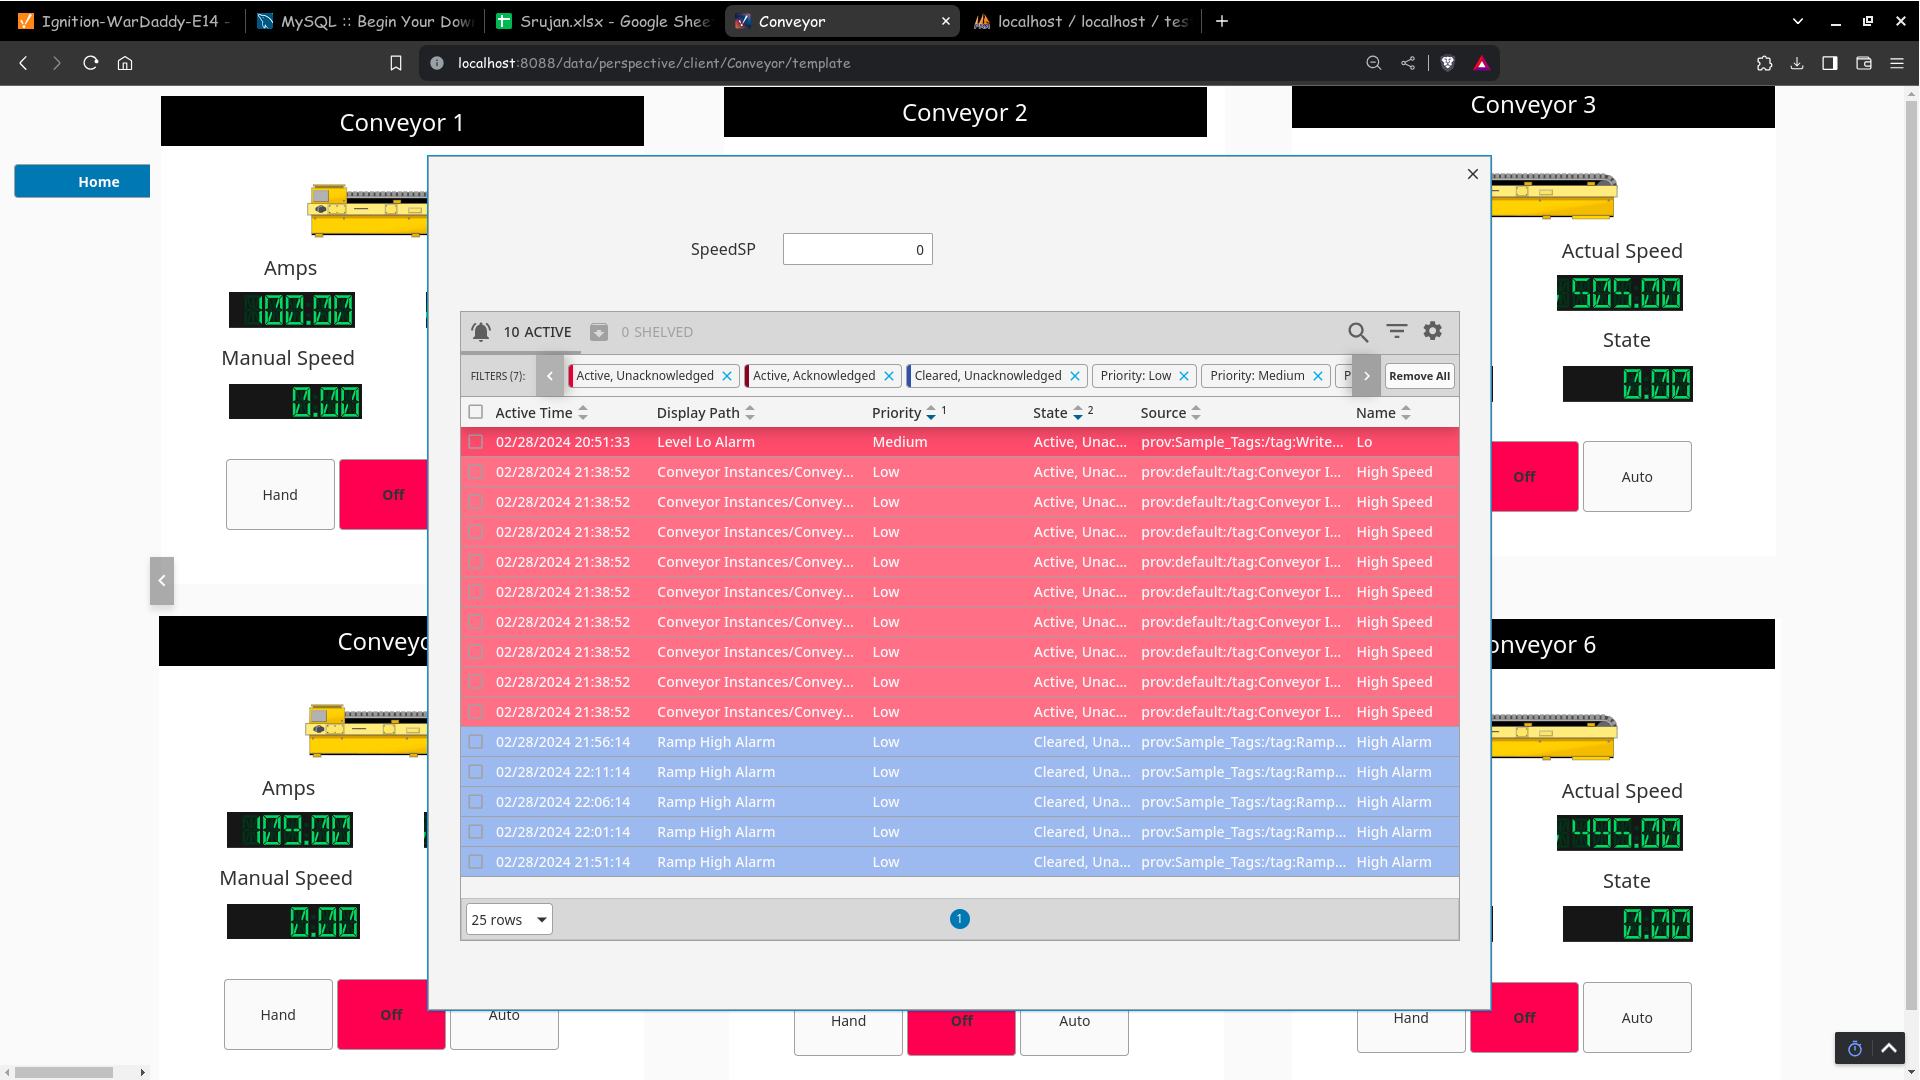 Ignition-WarDaddy-E14 -
MySQL :: Begin Your Dow
Srujan.xlsx - Google Shee
Conveyor
localhost / localhost / tes
localhost:8088/data/perspective/client/Conveyor/template
Conveyor 1
Conveyor 2
Conveyor 3
Home
SpeedSP
0
Amps
Actual Speed
100.00
505.00
10 ACTIVE
0 SHELVED
Manual Speed
State
FILTERS (7):
Active, Unacknowledged
Active, Acknowledged
Cleared, Unacknowledged
Priority: Low
Priority: Medium
P
Remove All
0.00
0.00
Active Time Display Path Priority 1 State 2 Source Name
02/28/2024 20:51:33 Level Lo Alarm Medium Active, Unac... prov:Sample_Tags:/tag:Write... Lo
02/28/2024 21:38:52 Conveyor Instances/Convey... Low Active, Unac... prov:default:/tag:Conveyor I... High Speed
02/28/2024 21:38:52 Conveyor Instances/Convey... Low Active, Unac... prov:default:/tag:Conveyor I... High Speed
02/28/2024 21:38:52 Conveyor Instances/Convey... Low Active, Unac... prov:default:/tag:Conveyor I... High Speed
02/28/2024 21:38:52 Conveyor Instances/Convey... Low Active, Unac... prov:default:/tag:Conveyor I... High Speed
02/28/2024 21:38:52 Conveyor Instances/Convey... Low Active, Unac... prov:default:/tag:Conveyor I... High Speed
02/28/2024 21:38:52 Conveyor Instances/Convey... Low Active, Unac... prov:default:/tag:Conveyor I... High Speed
02/28/2024 21:38:52 Conveyor Instances/Convey... Low Active, Unac... prov:default:/tag:Conveyor I... High Speed
02/28/2024 21:38:52 Conveyor Instances/Convey... Low Active, Unac... prov:default:/tag:Conveyor I... High Speed
02/28/2024 21:38:52 Conveyor Instances/Convey... Low Active, Unac... prov:default:/tag:Conveyor I... High Speed
02/28/2024 21:56:14 Ramp High Alarm Low Cleared, Una... prov:Sample_Tags:/tag:Ramp... High Alarm
02/28/2024 22:11:14 Ramp High Alarm Low Cleared, Una... prov:Sample_Tags:/tag:Ramp... High Alarm
02/28/2024 22:06:14 Ramp High Alarm Low Cleared, Una... prov:Sample_Tags:/tag:Ramp... High Alarm
02/28/2024 22:01:14 Ramp High Alarm Low Cleared, Una... prov:Sample_Tags:/tag:Ramp... High Alarm
02/28/2024 21:51:14 Ramp High Alarm Low Cleared, Una... prov:Sample_Tags:/tag:Ramp... High Alarm
25 rows
1
Hand
Off
Off
Auto
Conveyo
onveyor 6
Amps
Actual Speed
109.00
495.00
Manual Speed
State
0.00
0.00
Hand
Off
Auto
Hand
Off
Auto
Hand
Off
Auto